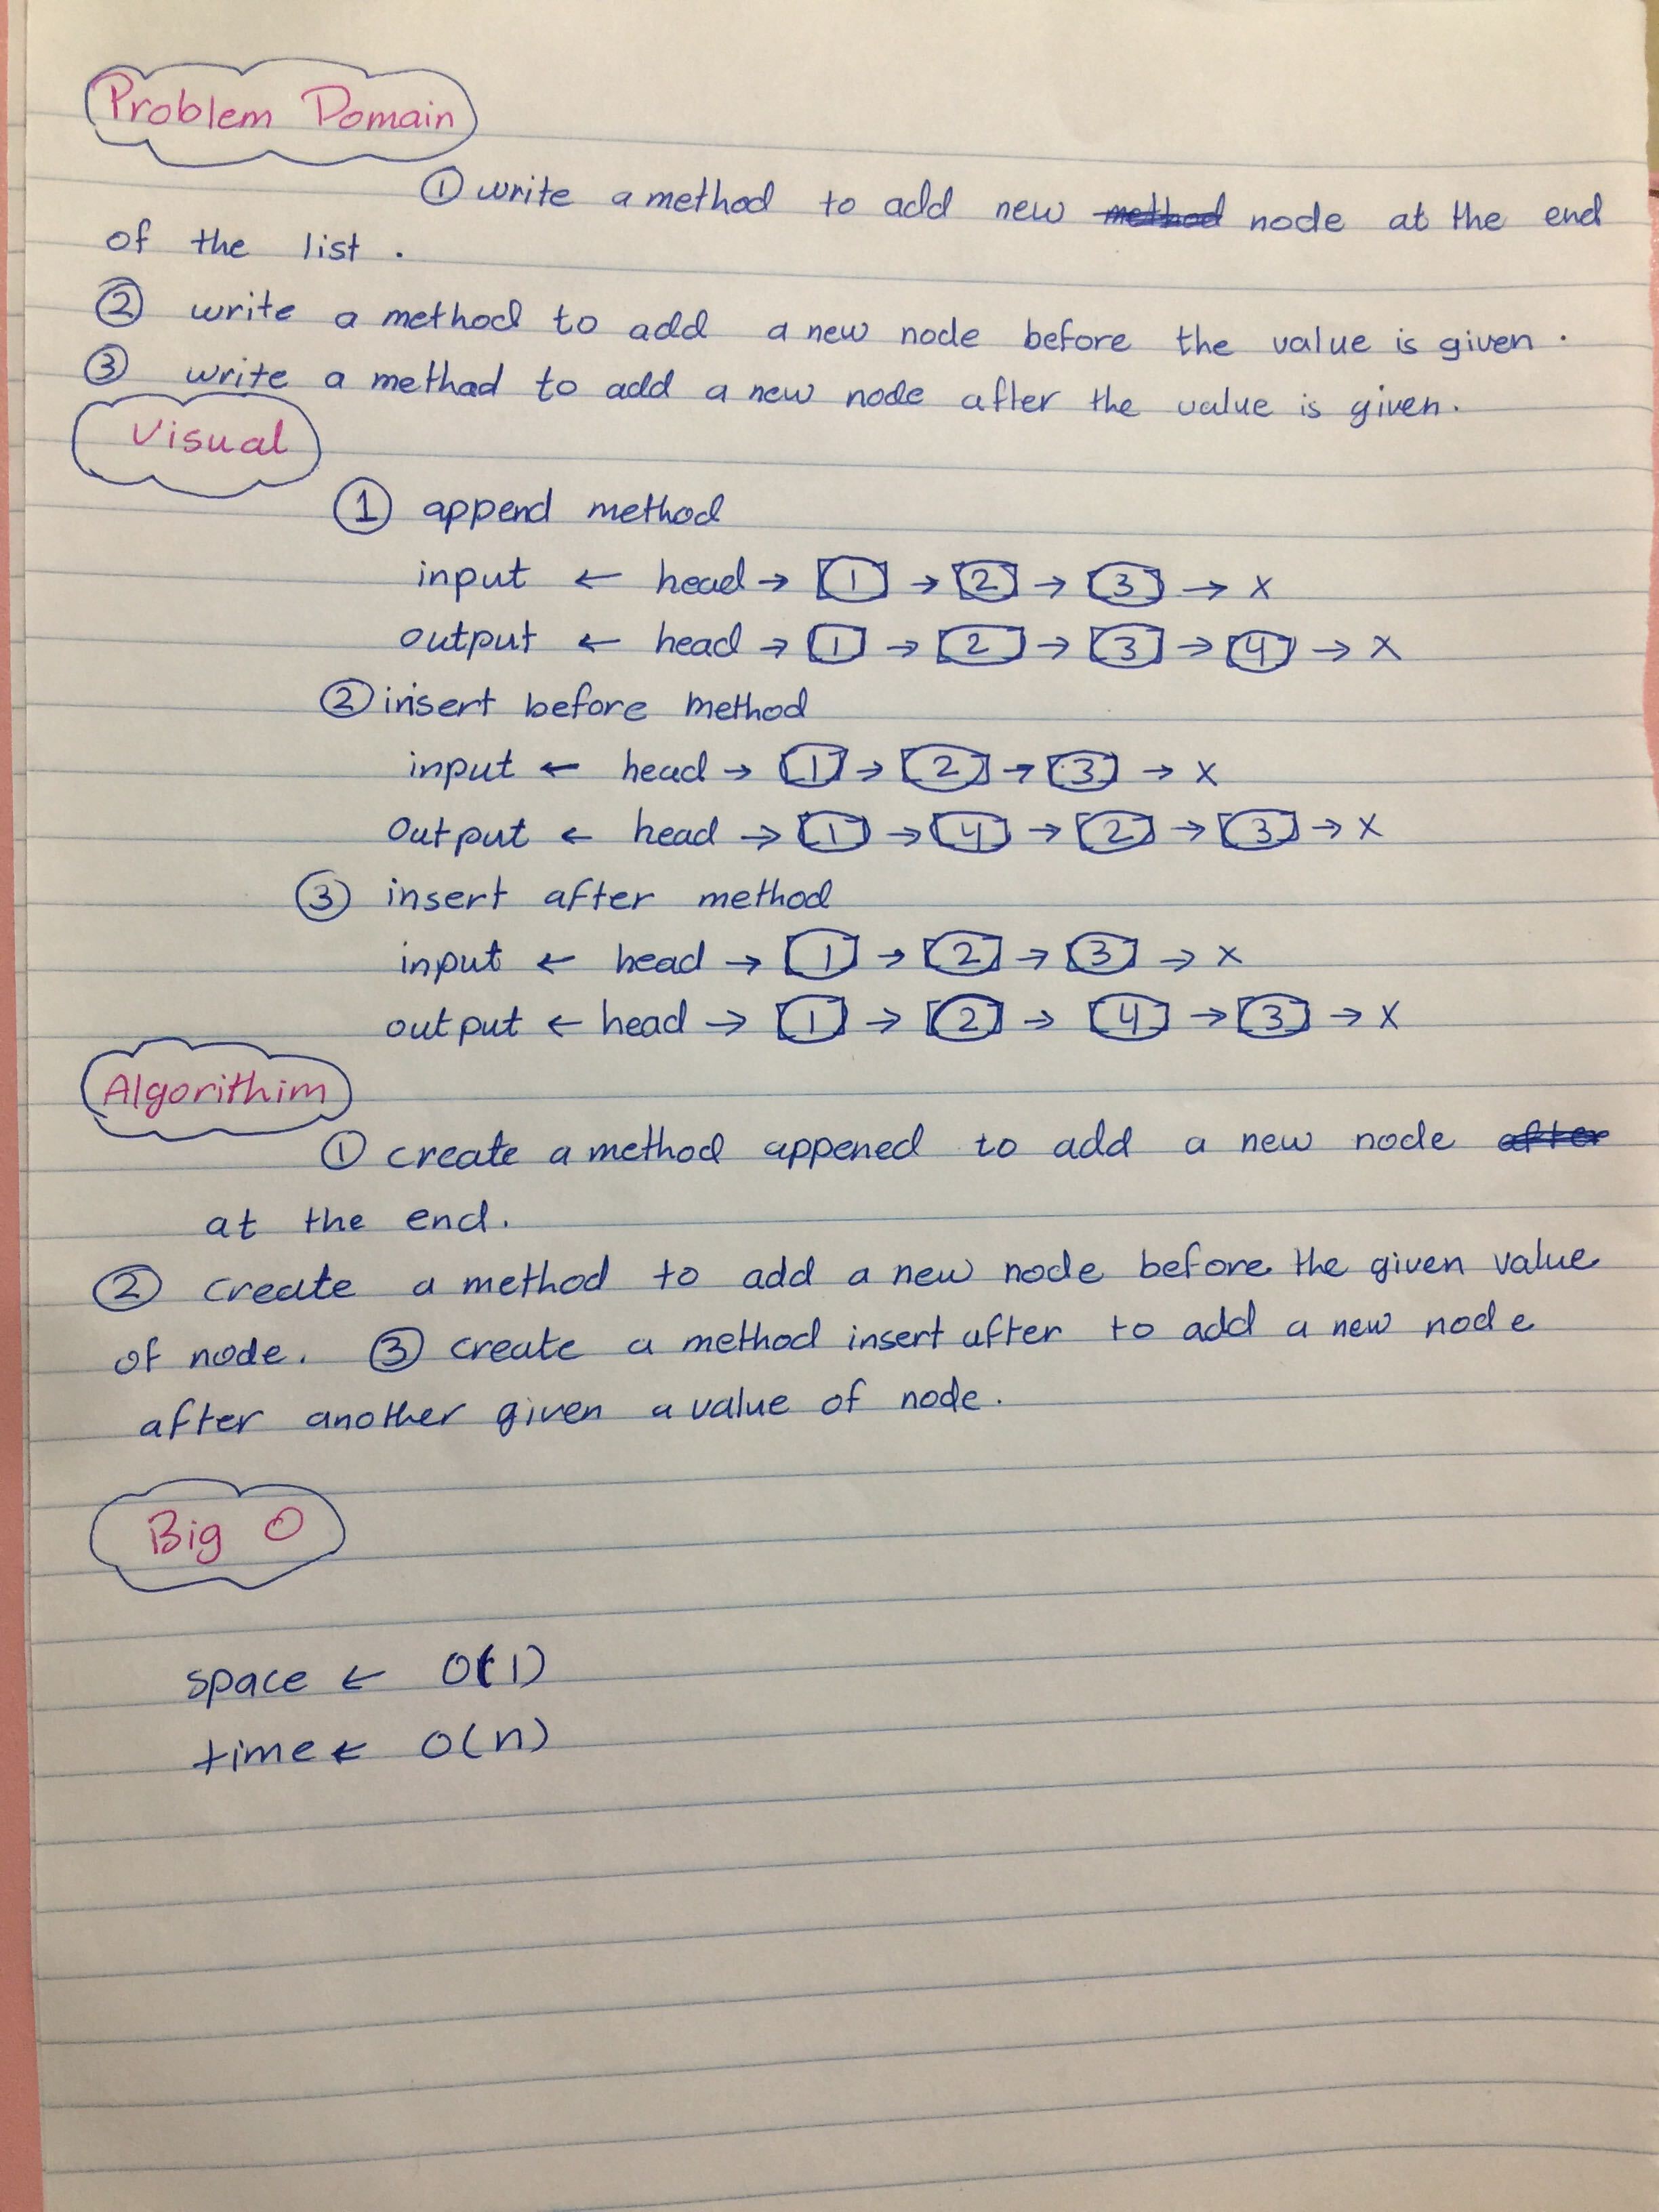 Problem Domain
① write a method to add new method node at the end
of the list .
② write a method to add a new node before the value is given .
③ write a method to add a new node after the value is given.
Visual
① append method
input ← head → 1 → 2 → 3 → x
output ← head → 1 → 2 → 3 → 4 → x
② insert before method
input ← head → 1 → 2 → 3 → x
output ← head → 1 → 4 → 2 → 3 → x
③ insert after method
input ← head → 1 → 2 → 3 → x
output ← head → 1 → 2 → 4 → 3 → x
Algorithim
① create a method appened to add a new node after
at the end.
② create a method to add a new node before the given value
of node. ③ create a method insert after to add a new node
after another given a value of node.
Big O
space ← O(1)
time ← O(n)